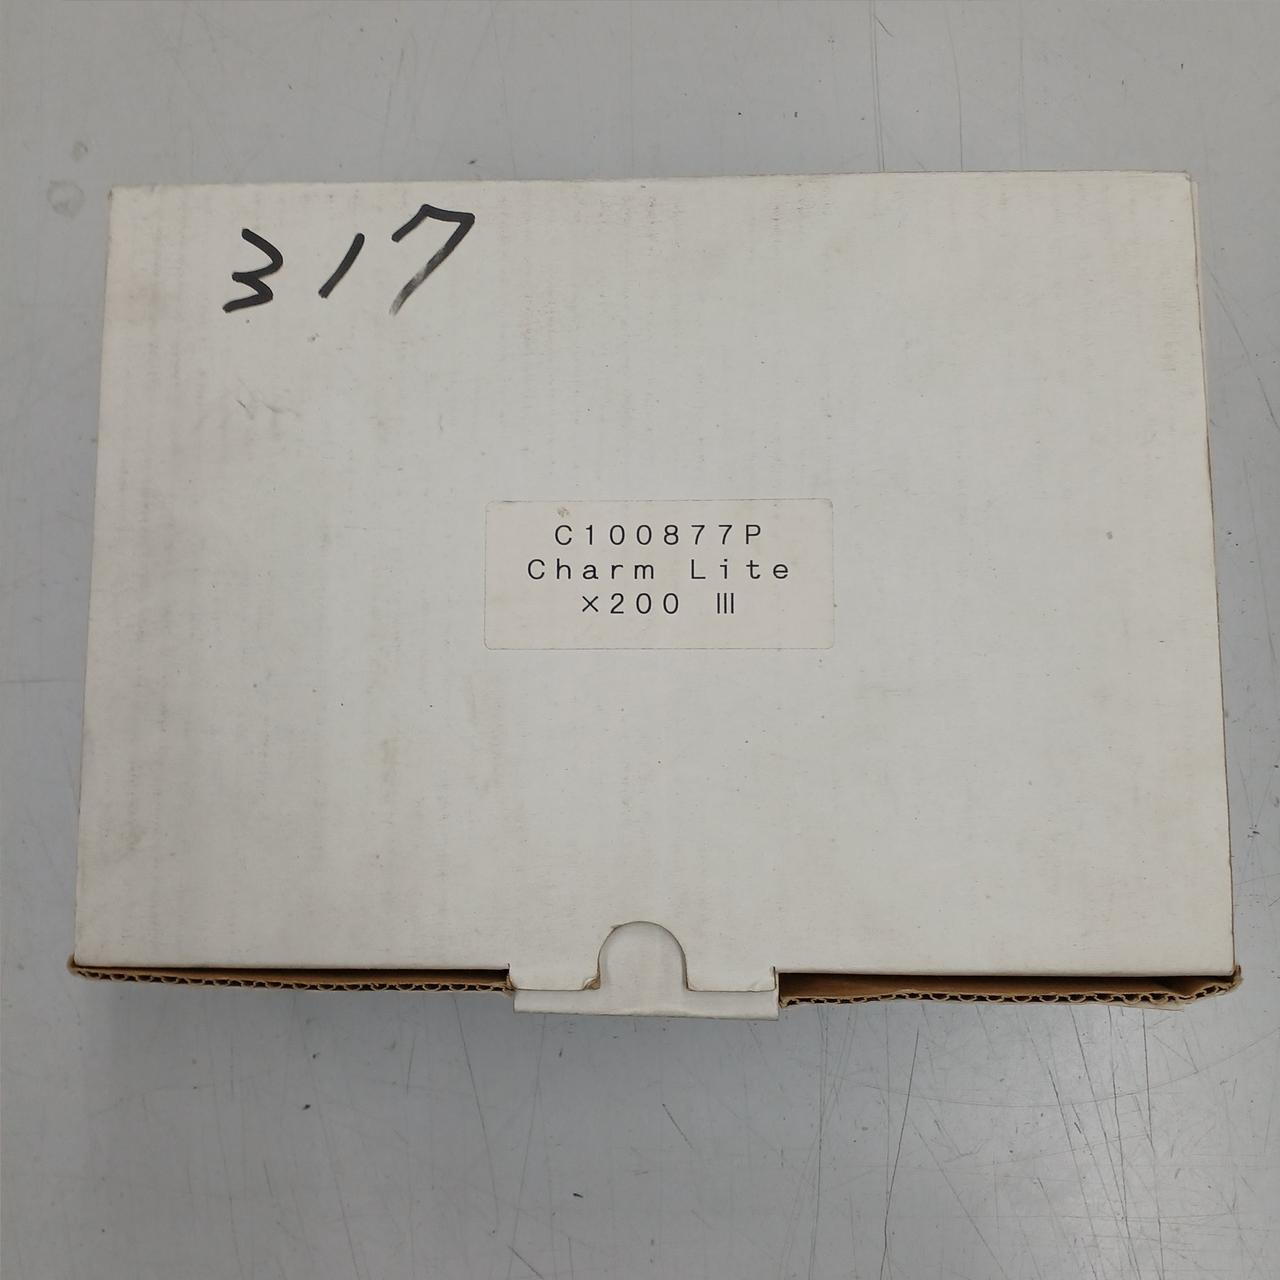 317
C100877P
Charm Lite
×200 Ⅲ